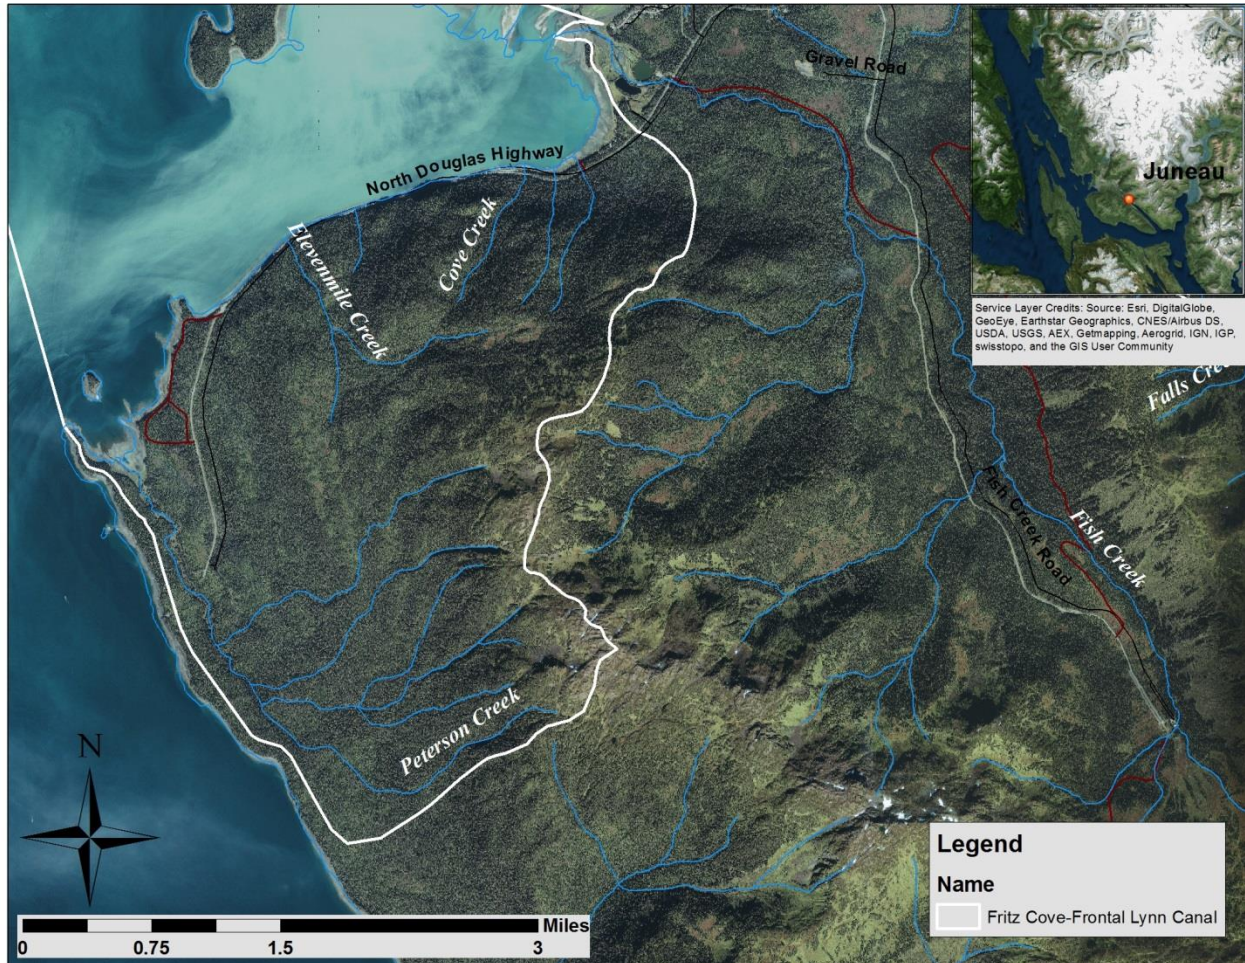 Gravel Road
Juneau
North Douglas Highway
Service Layer Credits: Source: Esri, DigitalGlobe,
GeoEye, Earthstar Geographics, CNES/Airbus DS,
USDA, USGS, AEX, Getmapping, Aerogrid, IGN, IGP,
swisstopo, and the GIS User Community
Cove Creek
Elevenmile Creek
Falls Creek
Fish Creek Road
Fish Creek
Peterson Creek
N
Legend
Name
Fritz Cove-Frontal Lynn Canal
Miles
0 0.75 1.5 3